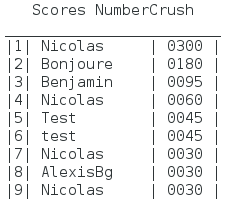 Scores NumberCrush
|1| Nicolas | 0300 |
|2| Bonjoure | 0180 |
|3| Benjamin | 0095 |
|4| Nicolas | 0060 |
|5| Test | 0045 |
|6| test | 0045 |
|7| Nicolas | 0030 |
|8| AlexisBg | 0030 |
|9| Nicolas | 0030 |